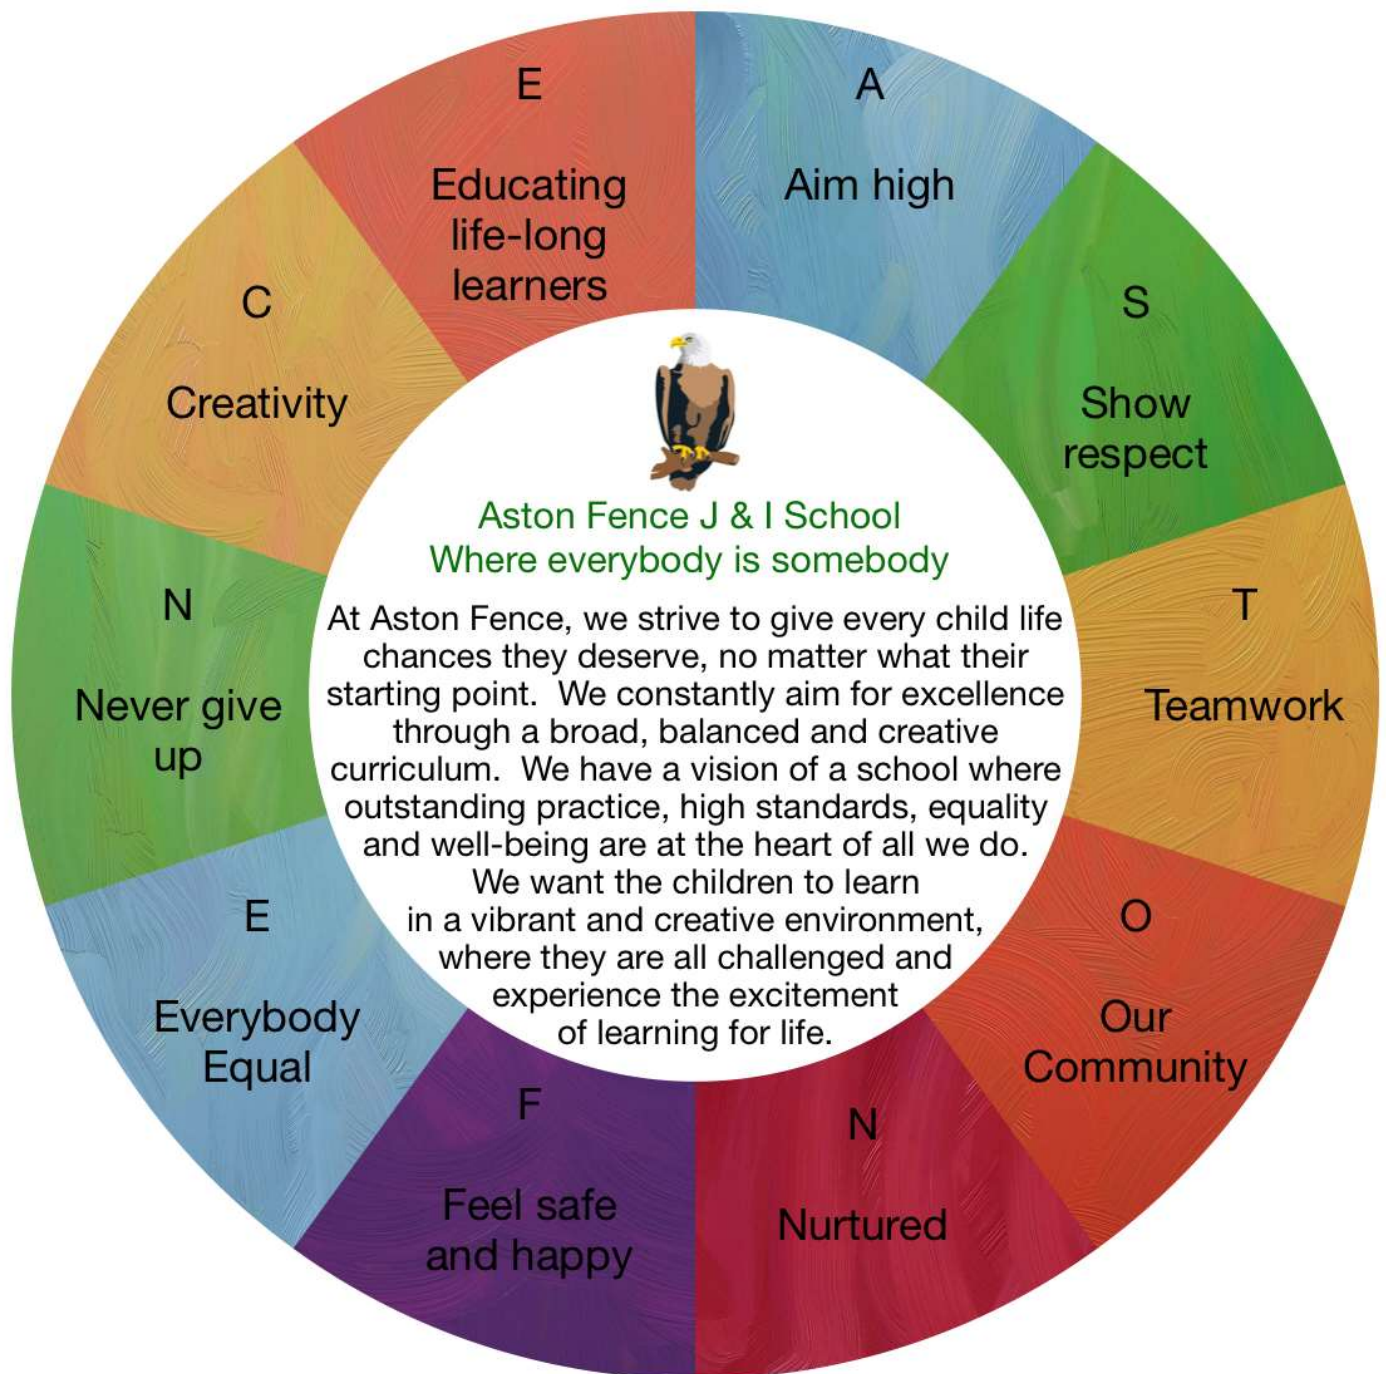 A
Aim high
S
Show
respect
T
Teamwork
O
Our
Community
N
Nurtured
F
Feel safe
and happy
E
Everybody
Equal
N
Never give
up
C
Creativity
E
Educating
life-long
learners
Aston Fence J & I School
Where everybody is somebody
At Aston Fence, we strive to give every child life
chances they deserve, no matter what their
starting point.  We constantly aim for excellence
through a broad, balanced and creative
curriculum.  We have a vision of a school where
outstanding practice, high standards, equality
and well-being are at the heart of all we do.
We want the children to learn
in a vibrant and creative environment,
where they are all challenged and
experience the excitement
of learning for life.